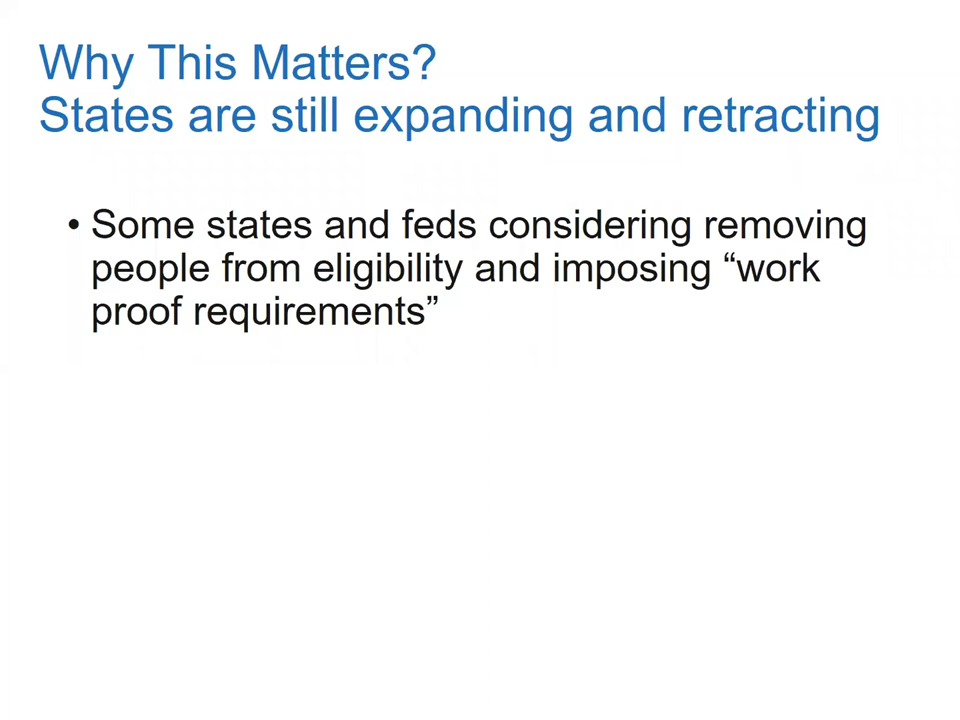 Why This Matters?
States are still expanding and retracting
• Some states and feds considering removing
people from eligibility and imposing “work
proof requirements”